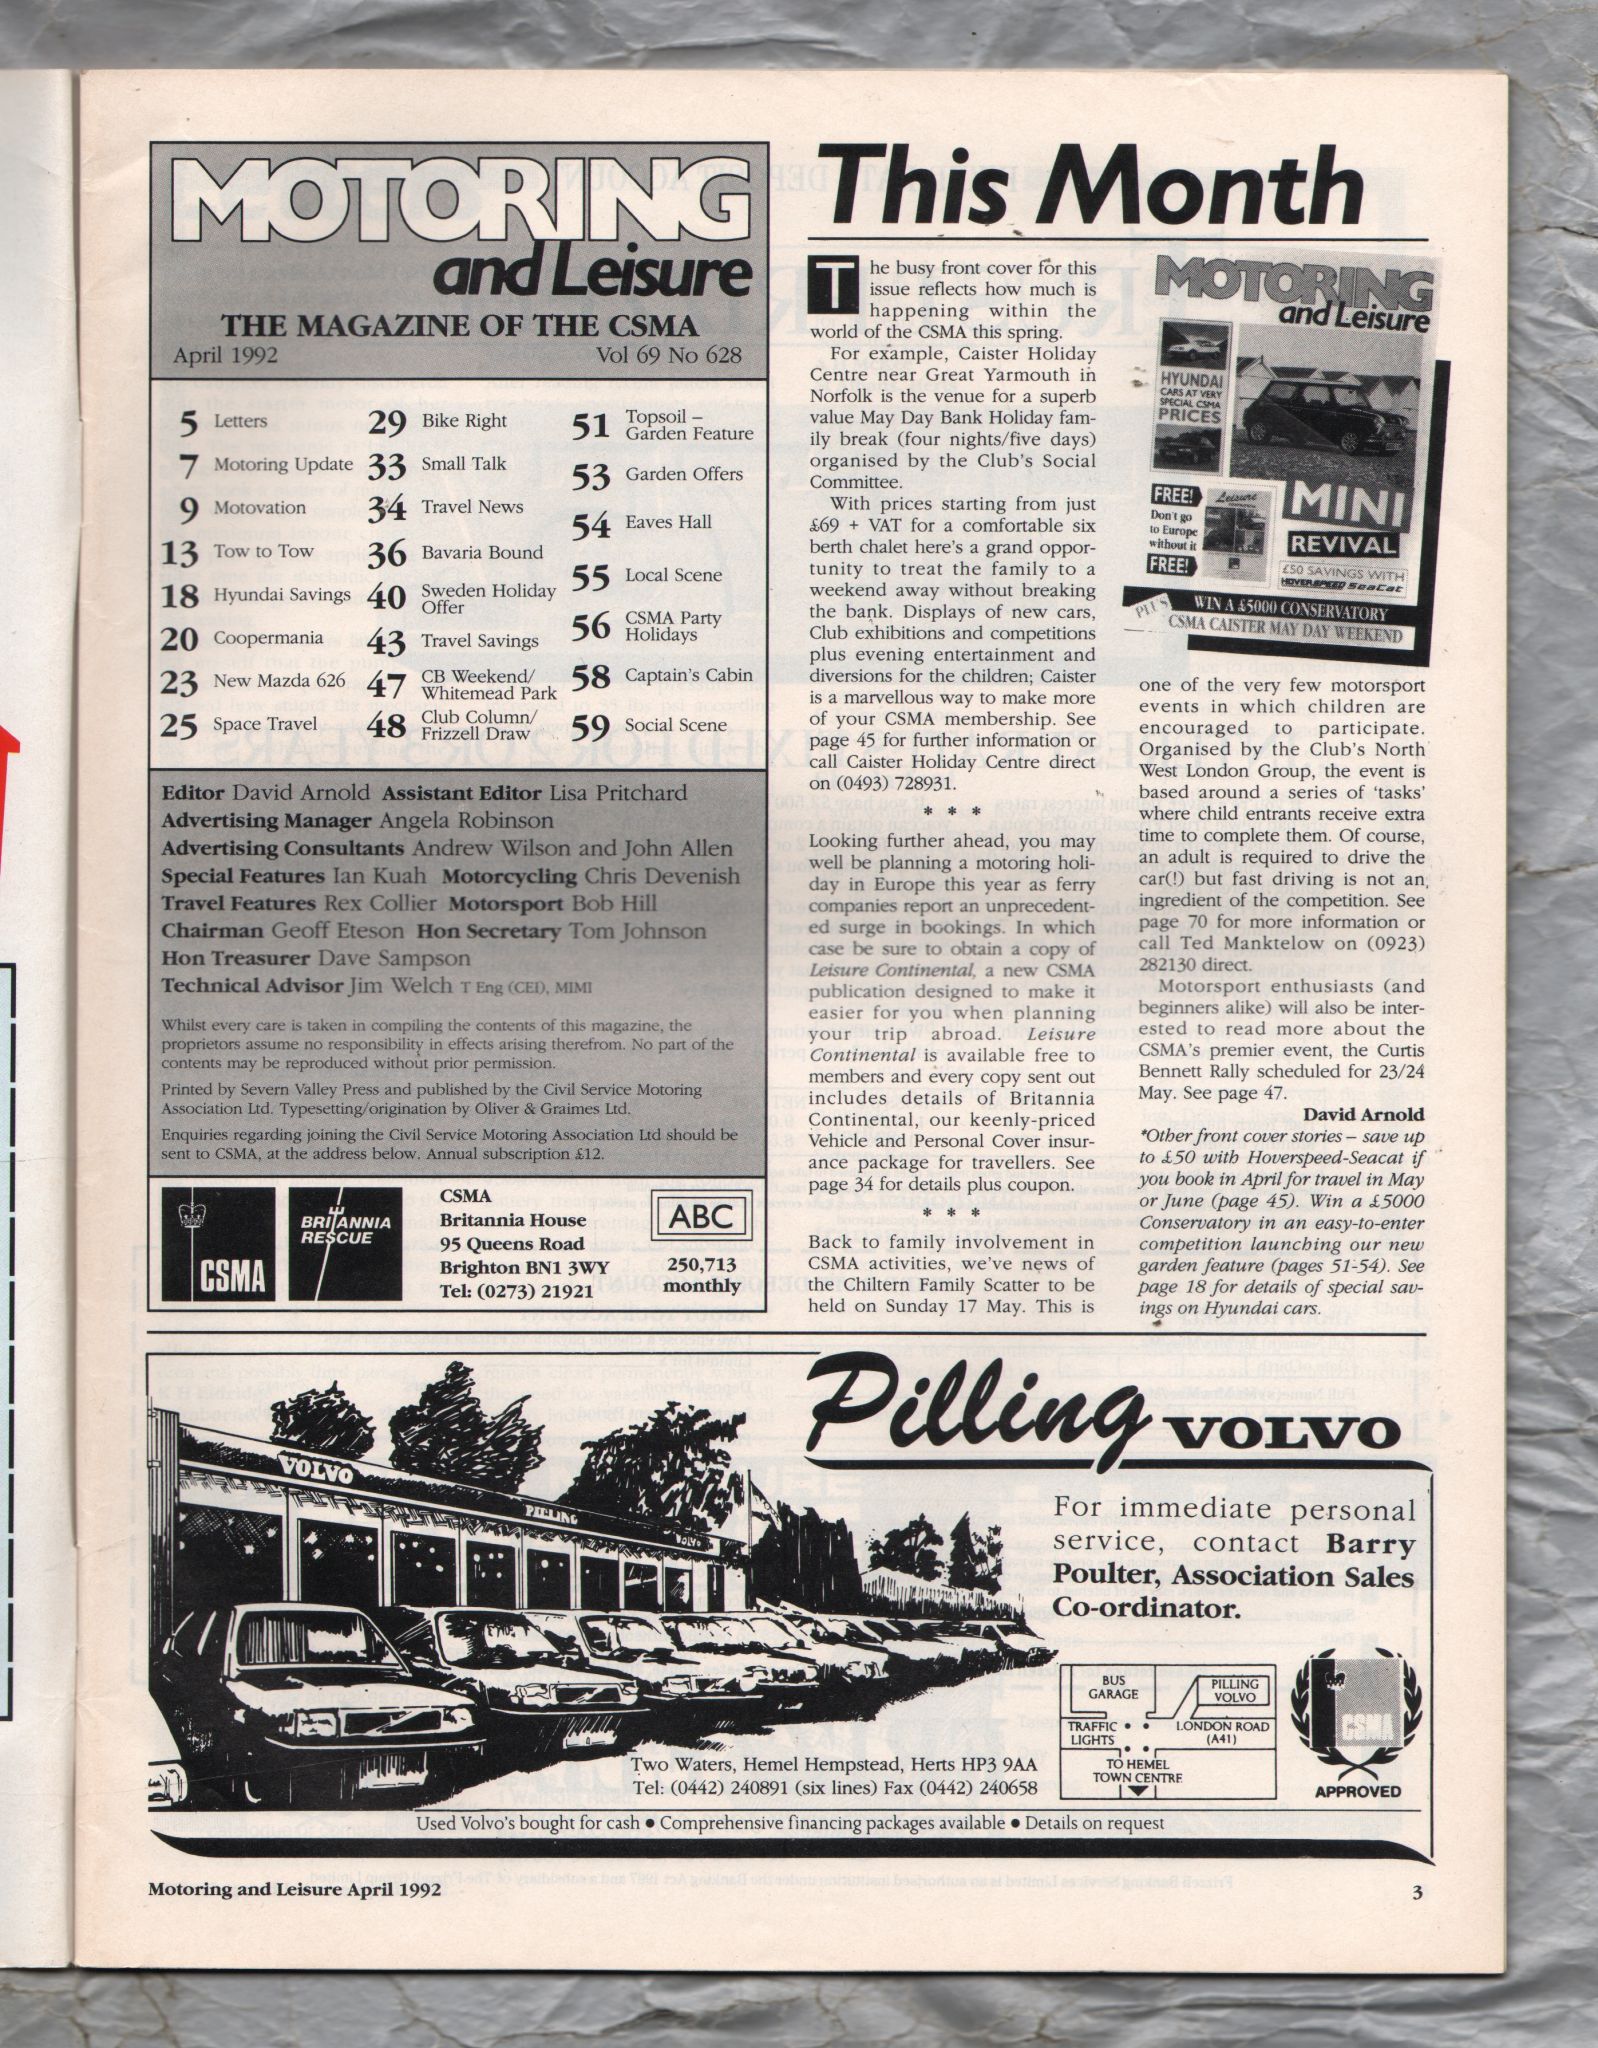 MOTORING
and Leisure
THE MAGAZINE OF THE CSMA
April 1992 Vol 69 No 628
5 Letters
7 Motoring Update
9 Motovation
13 Tow to Tow
18 Hyundai Savings
20 Coopermania
23 New Mazda 626
25 Space Travel
29 Bike Right
33 Small Talk
34 Travel News
36 Bavaria Bound
40 Sweden Holiday
Offer
43 Travel Savings
47 CB Weekend/
Whitemead Park
48 Club Column/
Frizzell Draw
51 Topsoil –
Garden Feature
53 Garden Offers
54 Eaves Hall
55 Local Scene
56 CSMA Party
Holidays
58 Captain's Cabin
59 Social Scene
Editor David Arnold Assistant Editor Lisa Pritchard
Advertising Manager Angela Robinson
Advertising Consultants Andrew Wilson and John Allen
Special Features Ian Kuah Motorcycling Chris Devenish
Travel Features Rex Collier Motorsport Bob Hill
Chairman Geoff Eteson Hon Secretary Tom Johnson
Hon Treasurer Dave Sampson
Technical Advisor Jim Welch T Eng (CEI), MIMI
Whilst every care is taken in compiling the contents of this magazine, the
proprietors assume no responsibility in effects arising therefrom. No part of the
contents may be reproduced without prior permission.
Printed by Severn Valley Press and published by the Civil Service Motoring
Association Ltd. Typesetting/origination by Oliver & Graimes Ltd.
Enquiries regarding joining the Civil Service Motoring Association Ltd should be
sent to CSMA, at the address below. Annual subscription £12.
CSMA
BRITANNIA
RESCUE
CSMA
Britannia House
95 Queens Road
Brighton BN1 3WY
Tel: (0273) 21921
ABC
250,713
monthly
This Month
The busy front cover for this
issue reflects how much is
happening within the
world of the CSMA this spring.
For example, Caister Holiday
Centre near Great Yarmouth in
Norfolk is the venue for a superb
value May Day Bank Holiday fam-
ily break (four nights/five days)
organised by the Club's Social
Committee.
With prices starting from just
£69 + VAT for a comfortable six
berth chalet here's a grand oppor-
tunity to treat the family to a
weekend away without breaking
the bank. Displays of new cars,
Club exhibitions and competitions
plus evening entertainment and
diversions for the children; Caister
is a marvellous way to make more
of your CSMA membership. See
page 45 for further information or
call Caister Holiday Centre direct
on (0493) 728931.
* * *
Looking further ahead, you may
well be planning a motoring holi-
day in Europe this year as ferry
companies report an unprecedent-
ed surge in bookings. In which
case be sure to obtain a copy of
Leisure Continental, a new CSMA
publication designed to make it
easier for you when planning
your trip abroad. Leisure
Continental is available free to
members and every copy sent out
includes details of Britannia
Continental, our keenly-priced
Vehicle and Personal Cover insur-
ance package for travellers. See
page 34 for details plus coupon.
* * *
Back to family involvement in
CSMA activities, we've news of
the Chiltern Family Scatter to be
held on Sunday 17 May. This is
MOTORING
and Leisure
HYUNDAI
CARS AT VERY
SPECIAL CSMA
PRICES
FREE!
Don't go
to Europe
without it
FREE!
Leisure
MINI
REVIVAL
£50 SAVINGS WITH
HOVERSPEED SeaCat
PLUS
WIN A £5000 CONSERVATORY
CSMA CAISTER MAY DAY WEEKEND
one of the very few motorsport
events in which children are
encouraged to participate.
Organised by the Club's North
West London Group, the event is
based around a series of 'tasks'
where child entrants receive extra
time to complete them. Of course,
an adult is required to drive the
car(!) but fast driving is not an
ingredient of the competition. See
page 70 for more information or
call Ted Manktelow on (0923)
282130 direct.
Motorsport enthusiasts (and
beginners alike) will also be inter-
ested to read more about the
CSMA's premier event, the Curtis
Bennett Rally scheduled for 23/24
May. See page 47.
David Arnold
*Other front cover stories – save up
to £50 with Hoverspeed-Seacat if
you book in April for travel in May
or June (page 45). Win a £5000
Conservatory in an easy-to-enter
competition launching our new
garden feature (pages 51-54). See
page 18 for details of special sav-
ings on Hyundai cars.
Pilling VOLVO
VOLVO
PILLING
VOLVO
For immediate personal
service, contact Barry
Poulter, Association Sales
Co-ordinator.
BUS
GARAGE
PILLING
VOLVO
TRAFFIC
LIGHTS
LONDON ROAD
(A41)
TO HEMEL
TOWN CENTRE
CSMA
APPROVED
Two Waters, Hemel Hempstead, Herts HP3 9AA
Tel: (0442) 240891 (six lines) Fax (0442) 240658
Used Volvo's bought for cash ● Comprehensive financing packages available ● Details on request
Motoring and Leisure April 1992 3